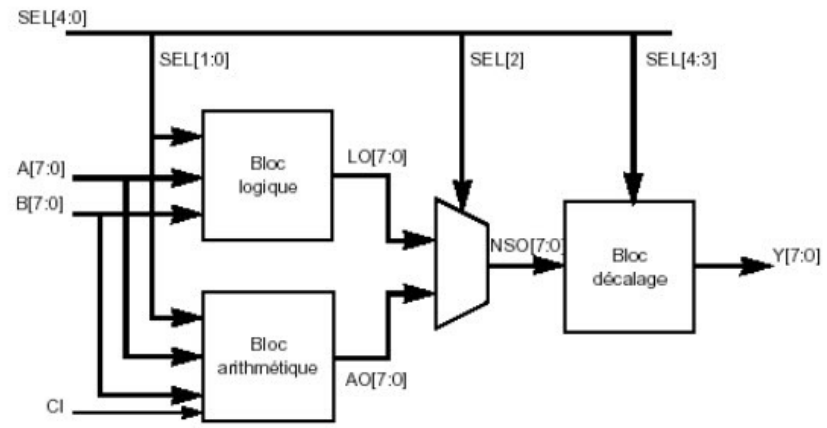 SEL[4:0]
SEL[1:0]
SEL[2]
SEL[4:3]
A[7:0]
B[7:0]
Bloc
logique
LO[7:0]
NSO[7:0]
Bloc
décalage
Y[7:0]
Bloc
arithmétique
AO[7:0]
CI